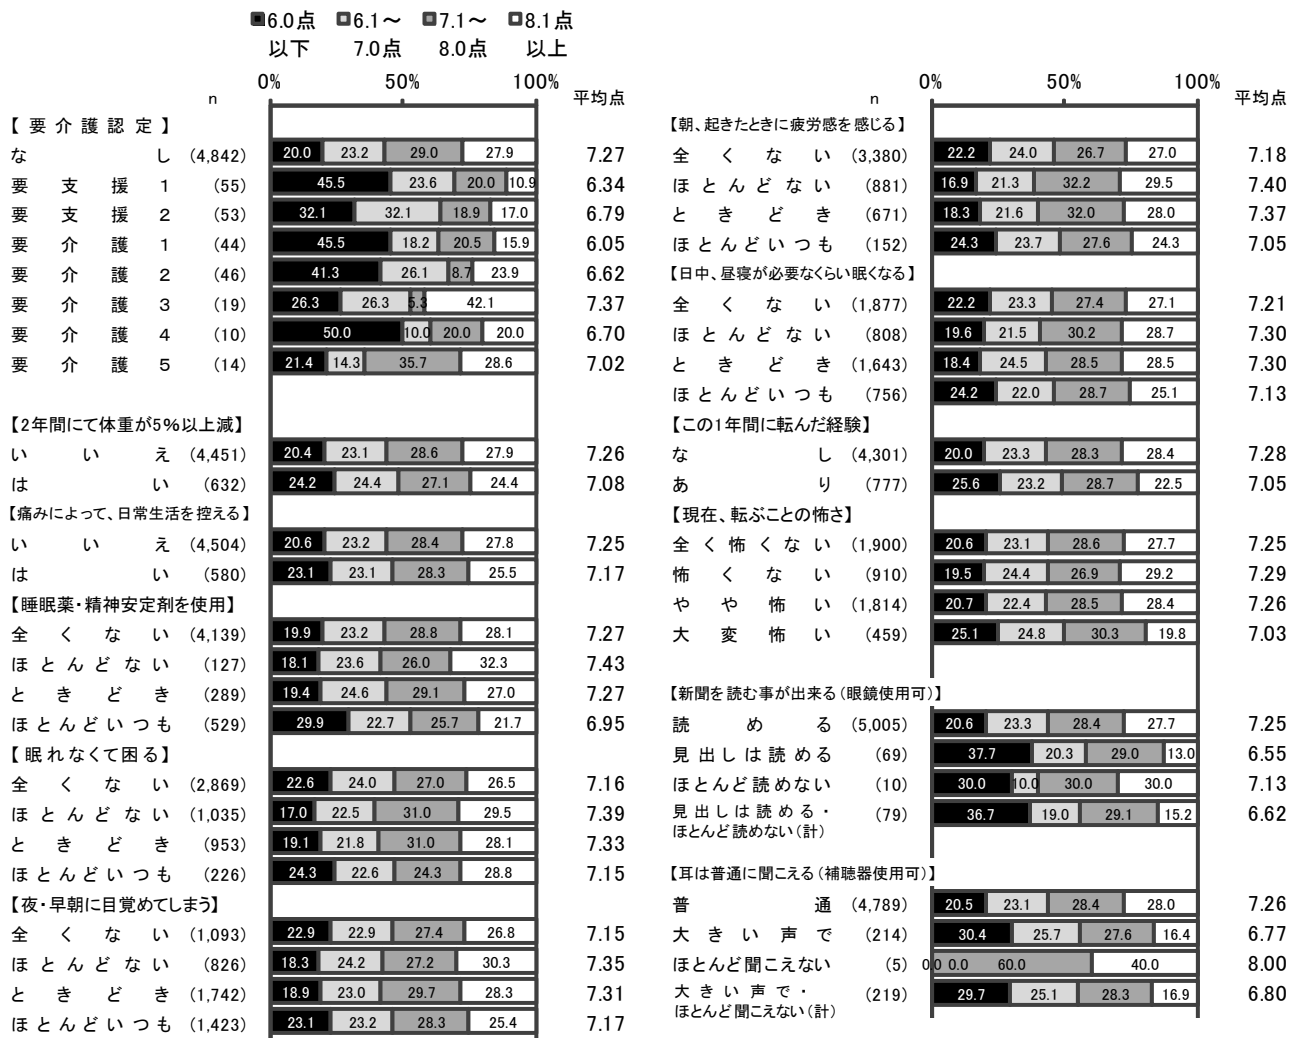 ■6.0点以下 □6.1～7.0点 ■7.1～8.0点 □8.1点以上
n 0% 50% 100% 平均点
【要介護認定】
なし (4,842) 20.0 23.2 29.0 27.9 7.27
要支援1 (55) 45.5 23.6 20.0 10.9 6.34
要支援2 (53) 32.1 32.1 18.9 17.0 6.79
要介護1 (44) 45.5 18.2 20.5 15.9 6.05
要介護2 (46) 41.3 26.1 8.7 23.9 6.62
要介護3 (19) 26.3 26.3 5.3 42.1 7.37
要介護4 (10) 50.0 10.0 20.0 20.0 6.70
要介護5 (14) 21.4 14.3 35.7 28.6 7.02
【2年間にて体重が5％以上減】
いいえ (4,451) 20.4 23.1 28.6 27.9 7.26
はい (632) 24.2 24.4 27.1 24.4 7.08
【痛みによって、日常生活を控える】
いいえ (4,504) 20.6 23.2 28.4 27.8 7.25
はい (580) 23.1 23.1 28.3 25.5 7.17
【睡眠薬・精神安定剤を使用】
全くない (4,139) 19.9 23.2 28.8 28.1 7.27
ほとんどない (127) 18.1 23.6 26.0 32.3 7.43
ときどき (289) 19.4 24.6 29.1 27.0 7.27
ほとんどいつも (529) 29.9 22.7 25.7 21.7 6.95
【眠れなくて困る】
全くない (2,869) 22.6 24.0 27.0 26.5 7.16
ほとんどない (1,035) 17.0 22.5 31.0 29.5 7.39
ときどき (953) 19.1 21.8 31.0 28.1 7.33
ほとんどいつも (226) 24.3 22.6 24.3 28.8 7.15
【夜・早朝に目覚めてしまう】
全くない (1,093) 22.9 22.9 27.4 26.8 7.15
ほとんどない (826) 18.3 24.2 27.2 30.3 7.35
ときどき (1,742) 18.9 23.0 29.7 28.3 7.31
ほとんどいつも (1,423) 23.1 23.2 28.3 25.4 7.17
n 0% 50% 100% 平均点
【朝、起きたときに疲労感を感じる】
全くない (3,380) 22.2 24.0 26.7 27.0 7.18
ほとんどない (881) 16.9 21.3 32.2 29.5 7.40
ときどき (671) 18.3 21.6 32.0 28.0 7.37
ほとんどいつも (152) 24.3 23.7 27.6 24.3 7.05
【日中、昼寝が必要なくらい眠くなる】
全くない (1,877) 22.2 23.3 27.4 27.1 7.21
ほとんどない (808) 19.6 21.5 30.2 28.7 7.30
ときどき (1,643) 18.4 24.5 28.5 28.5 7.30
ほとんどいつも (756) 24.2 22.0 28.7 25.1 7.13
【この1年間に転んだ経験】
なし (4,301) 20.0 23.3 28.3 28.4 7.28
あり (777) 25.6 23.2 28.7 22.5 7.05
【現在、転ぶことの怖さ】
全く怖くない (1,900) 20.6 23.1 28.6 27.7 7.25
怖くない (910) 19.5 24.4 26.9 29.2 7.29
やや怖い (1,814) 20.7 22.4 28.5 28.4 7.26
大変怖い (459) 25.1 24.8 30.3 19.8 7.03
【新聞を読む事が出来る（眼鏡使用可）】
読める (5,005) 20.6 23.3 28.4 27.7 7.25
見出しは読める (69) 37.7 20.3 29.0 13.0 6.55
ほとんど読めない (10) 30.0 10.0 30.0 30.0 7.13
見出しは読める・
ほとんど読めない（計） (79) 36.7 19.0 29.1 15.2 6.62
【耳は普通に聞こえる（補聴器使用可）】
普通 (4,789) 20.5 23.1 28.4 28.0 7.26
大きい声で (214) 30.4 25.7 27.6 16.4 6.77
ほとんど聞こえない (5) 0.0 0.0 60.0 40.0 8.00
大きい声で・
ほとんど聞こえない（計） (219) 29.7 25.1 28.3 16.9 6.80